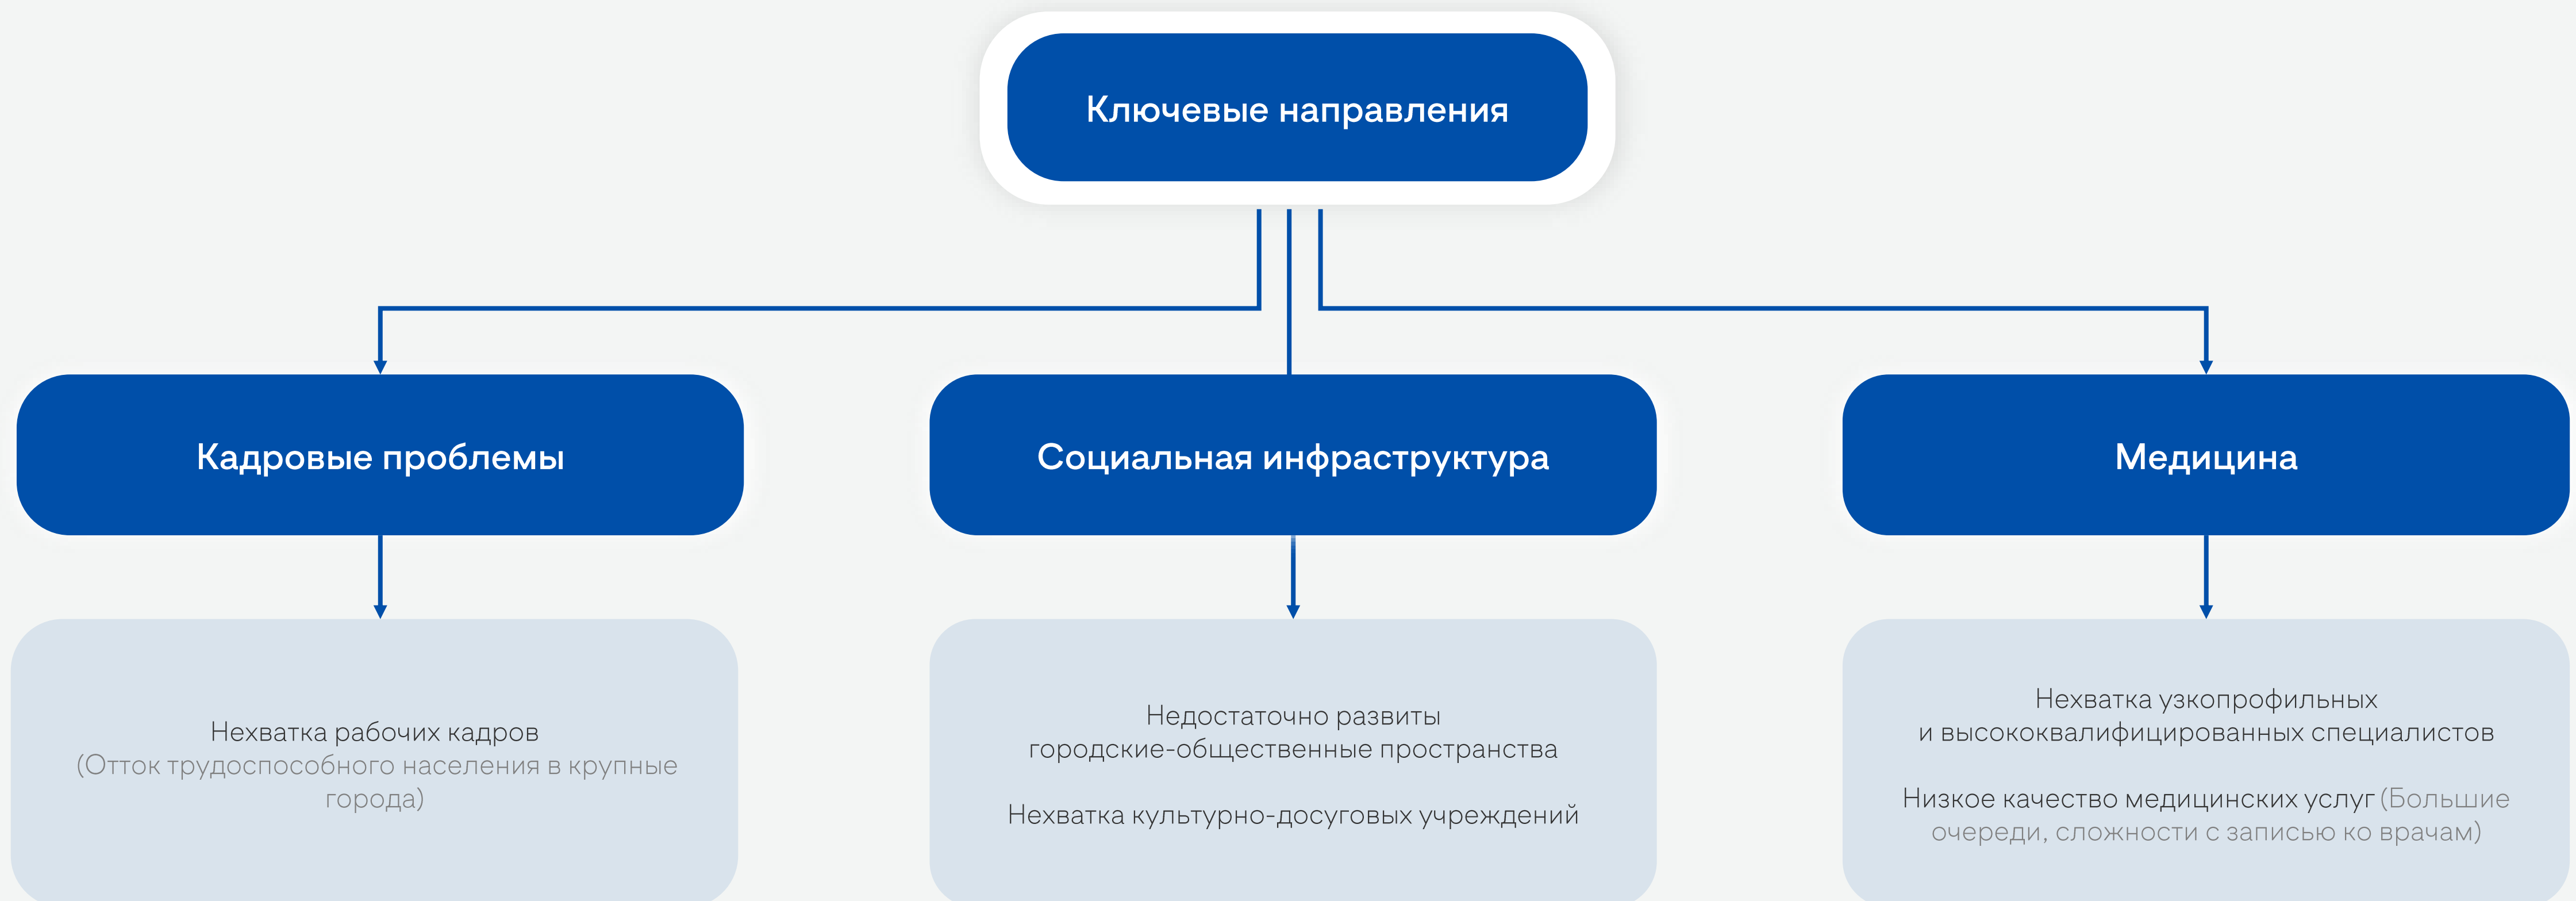 Ключевые направления
Кадровые проблемы
Социальная инфраструктура
Медицина
Нехватка рабочих кадров
(Отток трудоспособного населения в крупные
города)
Недостаточно развиты
городские-общественные пространства
Нехватка культурно-досуговых учреждений
Нехватка узкопрофильных
и высококвалифицированных специалистов
Низкое качество медицинских услуг (Большие
очереди, сложности с записью ко врачам)